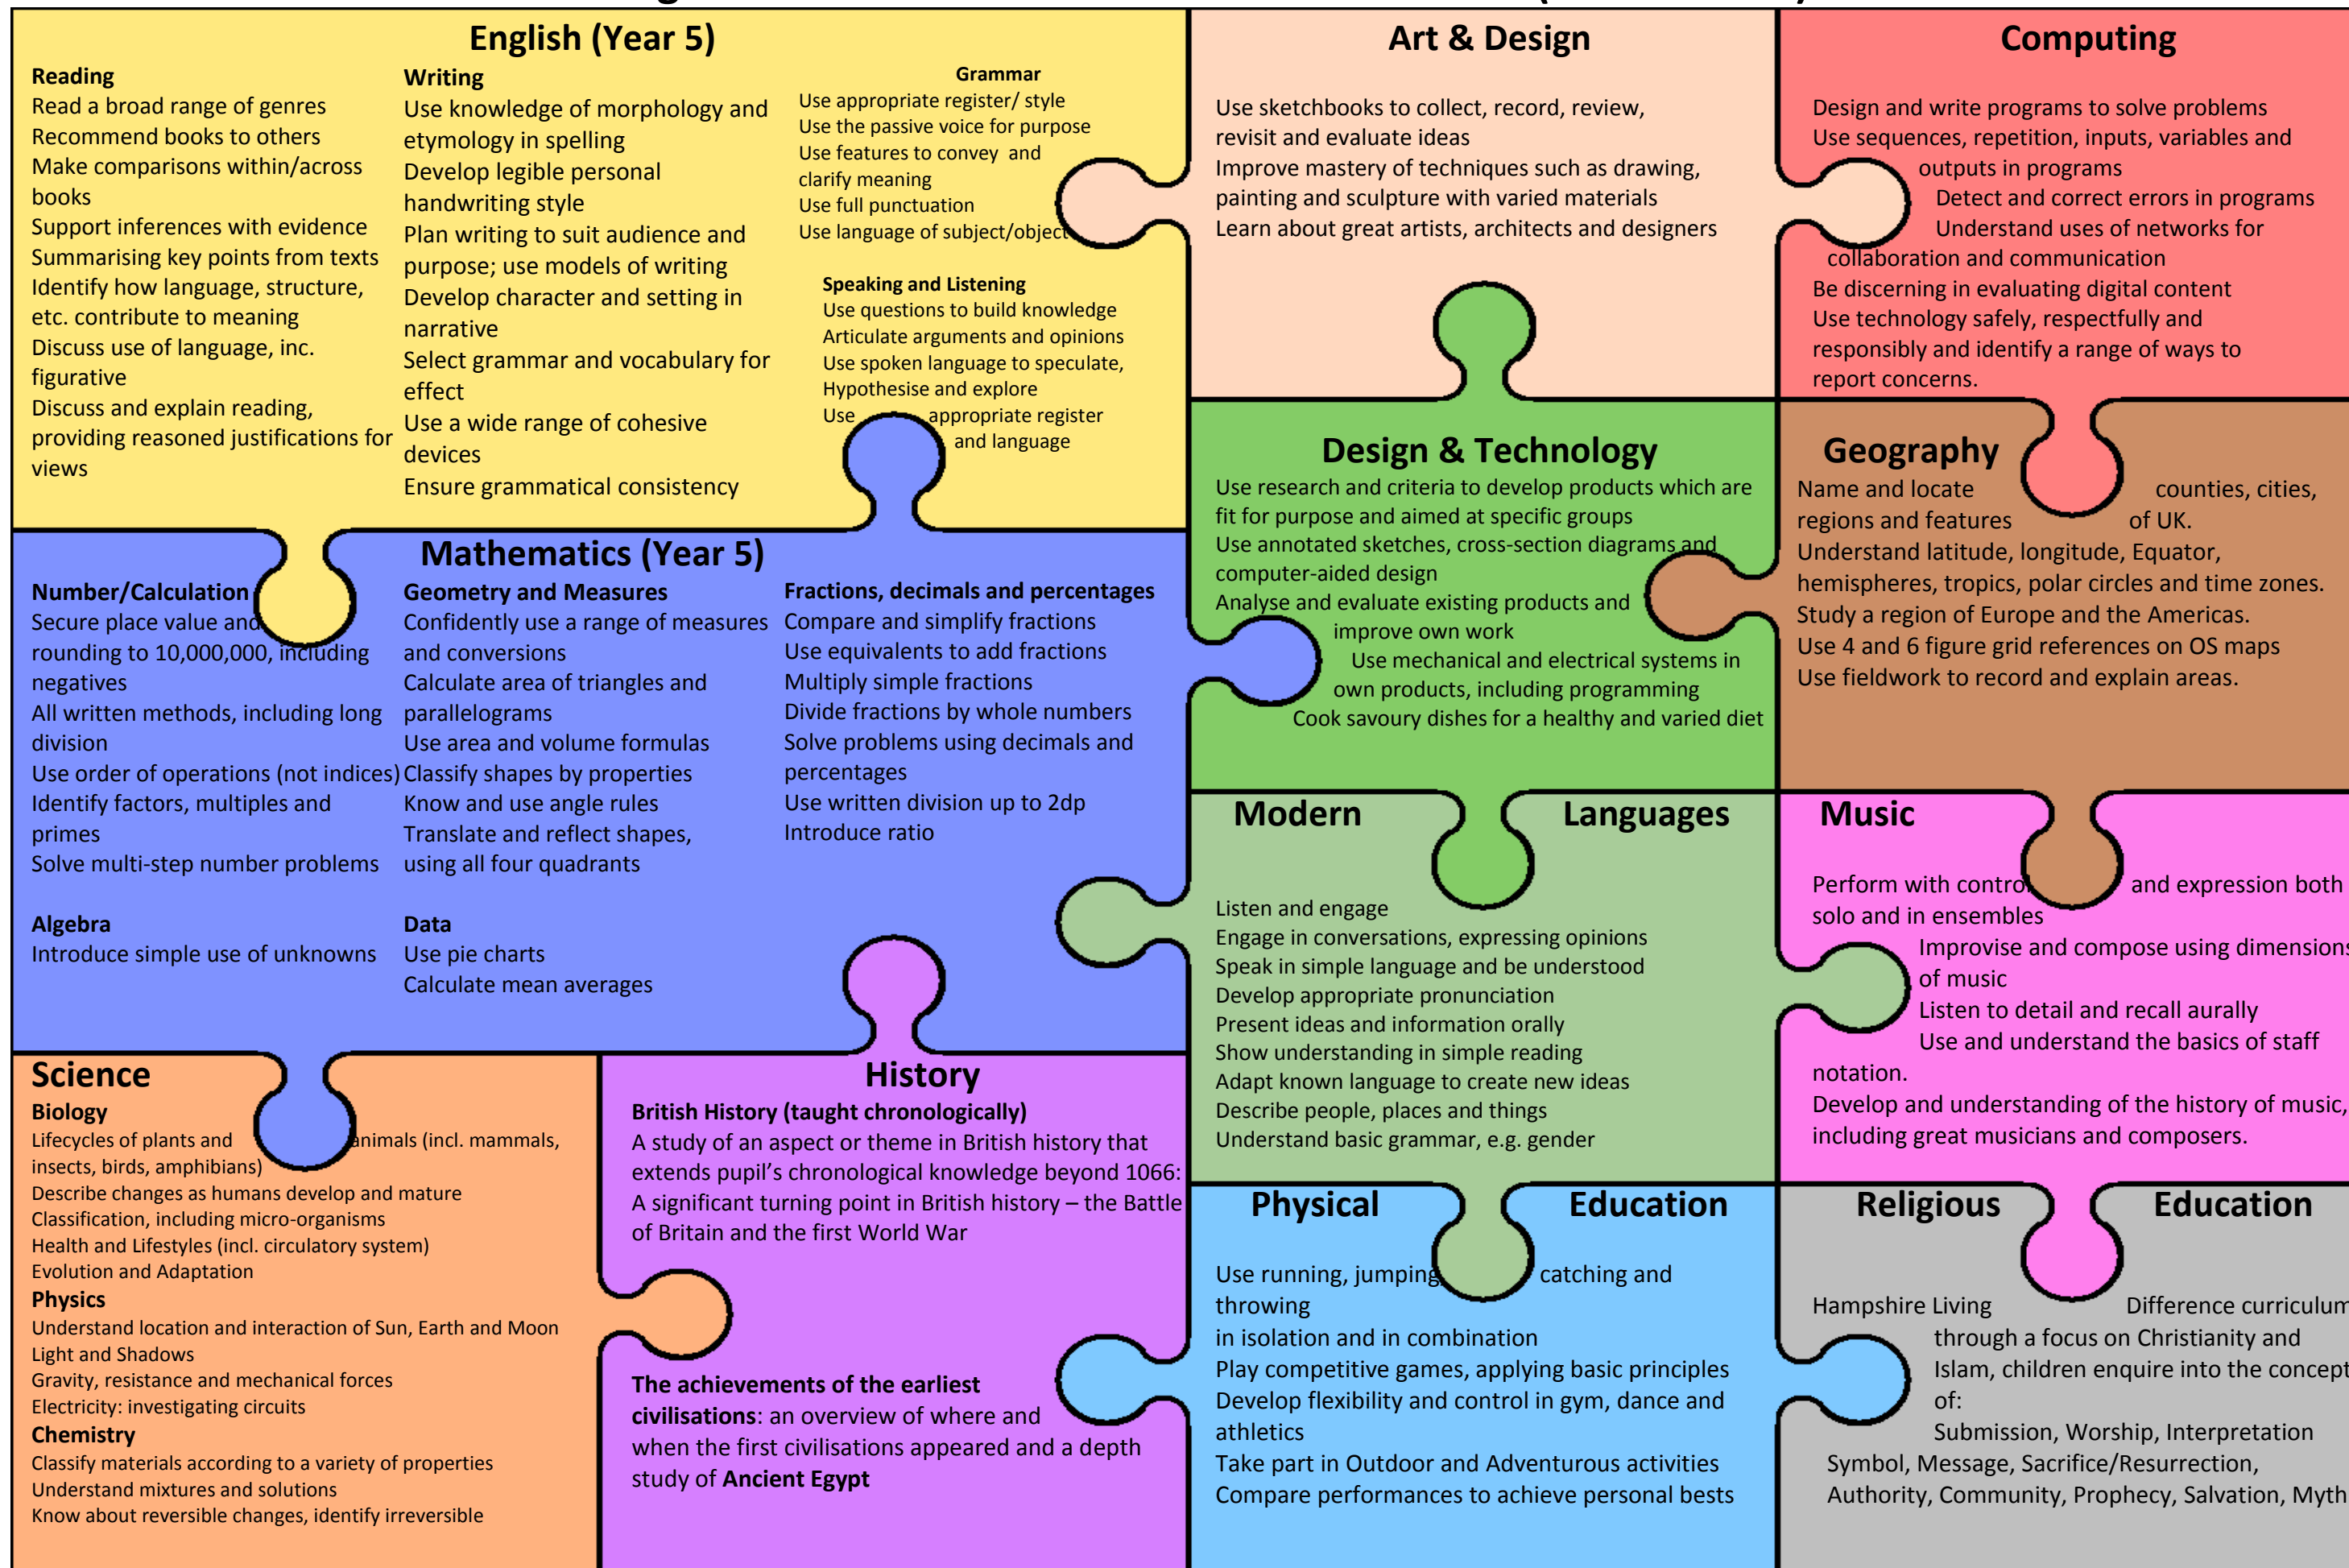 English (Year 5)
Reading
Read a broad range of genres
Recommend books to others
Make comparisons within/across
books
Support inferences with evidence
Summarising key points from texts
Identify how language, structure,
etc. contribute to meaning
Discuss use of language, inc.
figurative
Discuss and explain reading,
providing reasoned justifications for
views
Writing
Use knowledge of morphology and
etymology in spelling
Develop legible personal
handwriting style
Plan writing to suit audience and
purpose; use models of writing
Develop character and setting in
narrative
Select grammar and vocabulary for
effect
Use a wide range of cohesive
devices
Ensure grammatical consistency
Grammar
Use appropriate register/ style
Use the passive voice for purpose
Use features to convey and
clarify meaning
Use full punctuation
Use language of subject/object
Speaking and Listening
Use questions to build knowledge
Articulate arguments and opinions
Use spoken language to speculate,
Hypothesise and explore
Use appropriate register
and language
Art & Design
Use sketchbooks to collect, record, review,
revisit and evaluate ideas
Improve mastery of techniques such as drawing,
painting and sculpture with varied materials
Learn about great artists, architects and designers
Computing
Design and write programs to solve problems
Use sequences, repetition, inputs, variables and
outputs in programs
Detect and correct errors in programs
Understand uses of networks for
collaboration and communication
Be discerning in evaluating digital content
Use technology safely, respectfully and
responsibly and identify a range of ways to
report concerns.
Mathematics (Year 5)
Number/Calculation
Secure place value and
rounding to 10,000,000, including
negatives
All written methods, including long
division
Use order of operations (not indices)
Identify factors, multiples and
primes
Solve multi-step number problems
Algebra
Introduce simple use of unknowns
Geometry and Measures
Confidently use a range of measures
and conversions
Calculate area of triangles and
parallelograms
Use area and volume formulas
Classify shapes by properties
Know and use angle rules
Translate and reflect shapes,
using all four quadrants
Data
Use pie charts
Calculate mean averages
Fractions, decimals and percentages
Compare and simplify fractions
Use equivalents to add fractions
Multiply simple fractions
Divide fractions by whole numbers
Solve problems using decimals and
percentages
Use written division up to 2dp
Introduce ratio
Design & Technology
Use research and criteria to develop products which are
fit for purpose and aimed at specific groups
Use annotated sketches, cross-section diagrams and
computer-aided design
Analyse and evaluate existing products and
improve own work
Use mechanical and electrical systems in
own products, including programming
Cook savoury dishes for a healthy and varied diet
Geography
Name and locate counties, cities,
regions and features of UK.
Understand latitude, longitude, Equator,
hemispheres, tropics, polar circles and time zones.
Study a region of Europe and the Americas.
Use 4 and 6 figure grid references on OS maps
Use fieldwork to record and explain areas.
Modern Languages
Listen and engage
Engage in conversations, expressing opinions
Speak in simple language and be understood
Develop appropriate pronunciation
Present ideas and information orally
Show understanding in simple reading
Adapt known language to create new ideas
Describe people, places and things
Understand basic grammar, e.g. gender
Music
Perform with contro and expression both
solo and in ensembles
Improvise and compose using dimensions
of music
Listen to detail and recall aurally
Use and understand the basics of staff
notation.
Develop and understanding of the history of music,
including great musicians and composers.
Science
Biology
Lifecycles of plants and animals (incl. mammals,
insects, birds, amphibians)
Describe changes as humans develop and mature
Classification, including micro-organisms
Health and Lifestyles (incl. circulatory system)
Evolution and Adaptation
Physics
Understand location and interaction of Sun, Earth and Moon
Light and Shadows
Gravity, resistance and mechanical forces
Electricity: investigating circuits
Chemistry
Classify materials according to a variety of properties
Understand mixtures and solutions
Know about reversible changes, identify irreversible
History
British History (taught chronologically)
A study of an aspect or theme in British history that
extends pupil's chronological knowledge beyond 1066:
A significant turning point in British history – the Battle
of Britain and the first World War
The achievements of the earliest
civilisations: an overview of where and
when the first civilisations appeared and a depth
study of Ancient Egypt
Physical Education
Use running, jumping catching and
throwing
in isolation and in combination
Play competitive games, applying basic principles
Develop flexibility and control in gym, dance and
athletics
Take part in Outdoor and Adventurous activities
Compare performances to achieve personal bests
Religious Education
Hampshire Living Difference curriculum
through a focus on Christianity and
Islam, children enquire into the concept
of:
Submission, Worship, Interpretation
Symbol, Message, Sacrifice/Resurrection,
Authority, Community, Prophecy, Salvation, Myth